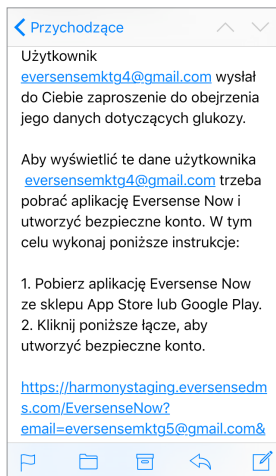 Przychodzące
Użytkownik
eversensemktg4@gmail.com wysłał
do Ciebie zaproszenie do obejrzenia
jego danych dotyczących glukozy.
Aby wyświetlić te dane użytkownika
eversensemktg4@gmail.com trzeba
pobrać aplikację Eversense Now i
utworzyć bezpieczne konto. W tym
celu wykonaj poniższe instrukcje:
1. Pobierz aplikację Eversense Now
ze sklepu App Store lub Google Play.
2. Kliknij poniższe łącze, aby
utworzyć bezpieczne konto.
https://harmonystaging.eversensedm
s.com/EversenseNow?
email=eversensemktg5@gmail.com&